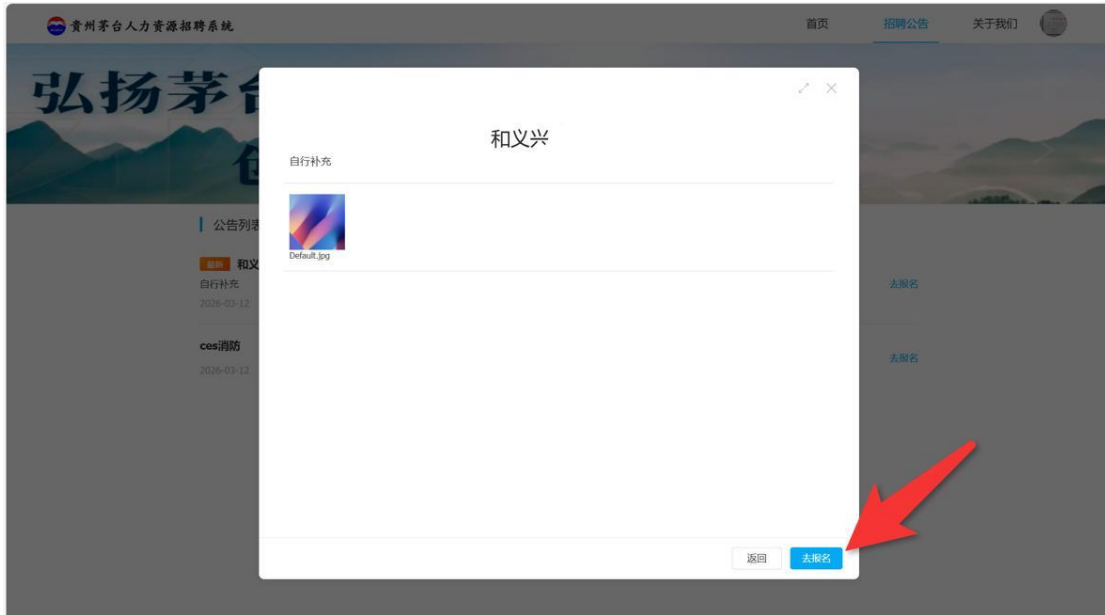 贵州茅台人力资源招聘系统
首页
招聘公告
关于我们
弘扬茅台
和义兴
自行补充
Default.jpg
公告列表
最新 和义
自行补充
去报名
2026-03-12
ces消防
去报名
2026-03-12
返回
去报名